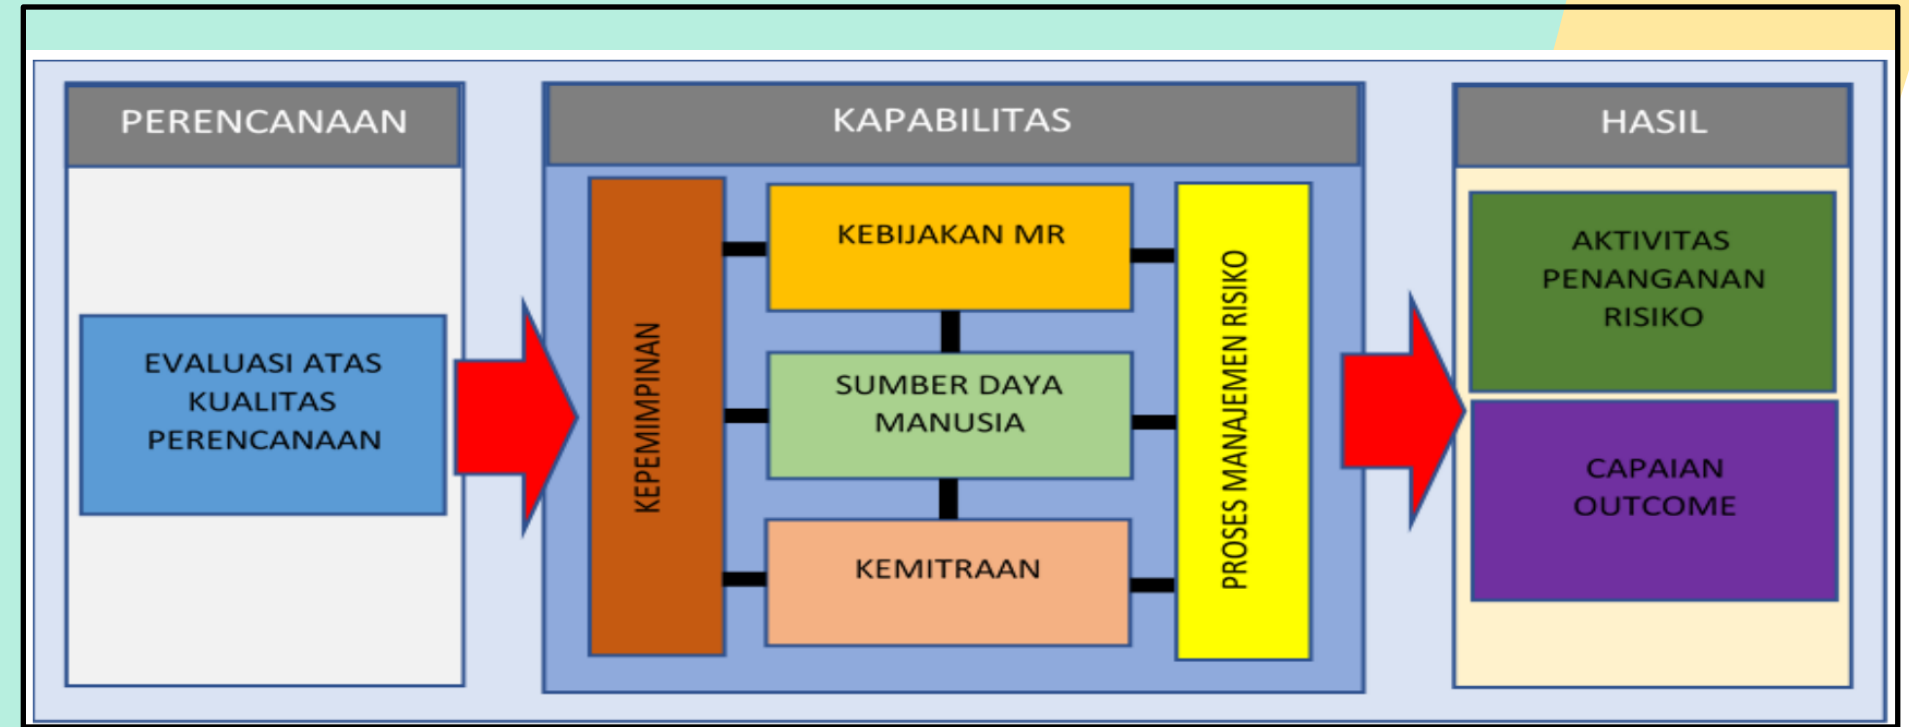 PERENCANAAN
EVALUASI ATAS
KUALITAS
PERENCANAAN
KAPABILITAS
KEPEMIMPINAN
KEBIJAKAN MR
SUMBER DAYA
MANUSIA
KEMITRAAN
PROSES MANAJEMEN RISIKO
HASIL
AKTIVITAS
PENANGANAN
RISIKO
CAPAIAN
OUTCOME